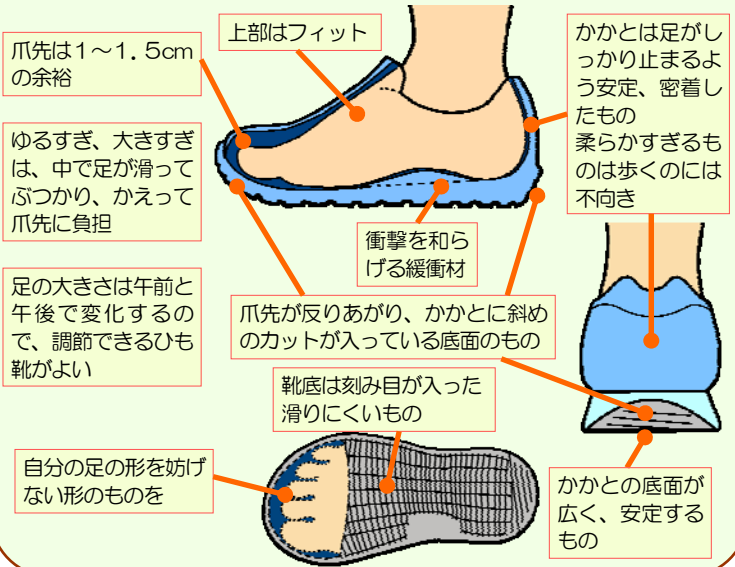 爪先は1～1．5cm
の余裕
上部はフィット
かかとは足がし
っかり止まるよ
う安定、密着し
たもの
柔らかすぎるも
のは歩くのには
不向き
ゆるすぎ、大きすぎ
は、中で足が滑って
ぶつかり、かえって
爪先に負担
衝撃を和ら
げる緩衝材
足の大きさは午前と
午後で変化するの
で、調節できるひも
靴がよい
爪先が反りあがり、かかとに斜め
のカットが入っている底面のもの
靴底は刻み目が入った
滑りにくいもの
自分の足の形を妨げ
ない形のものを
かかとの底面が
広く、安定する
もの